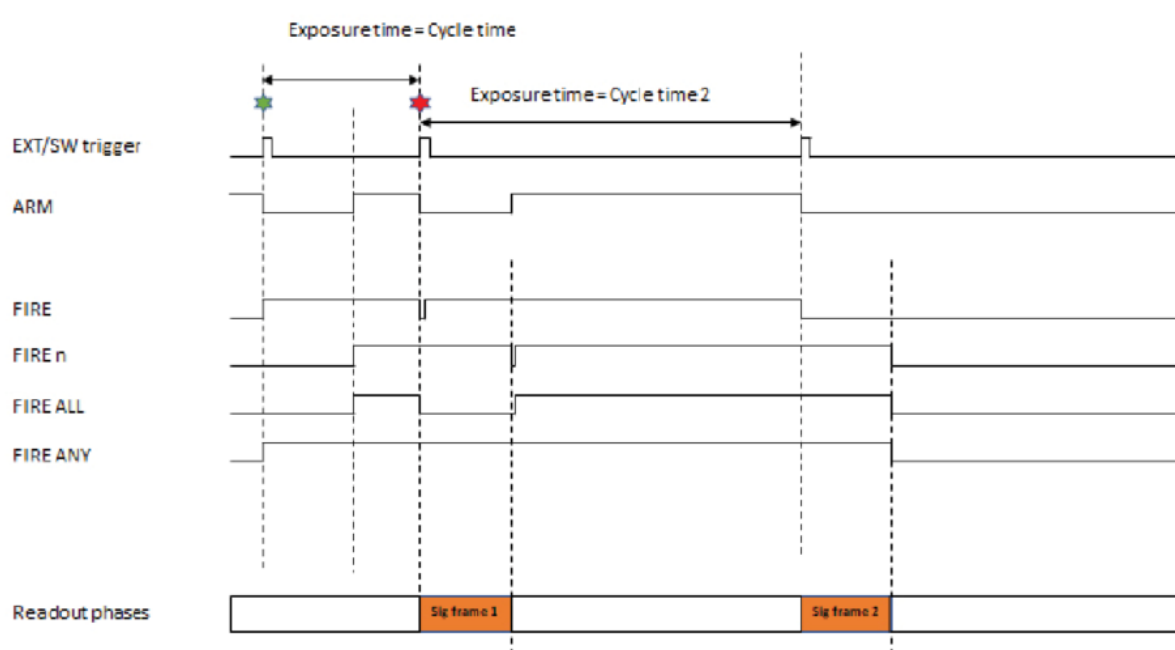 Exposure time = Cycle time
Exposure time = Cycle time 2
EXT/SW trigger
ARM
FIRE
FIRE n
FIRE ALL
FIRE ANY
Readout phases
Sig frame 1
Sig frame 2